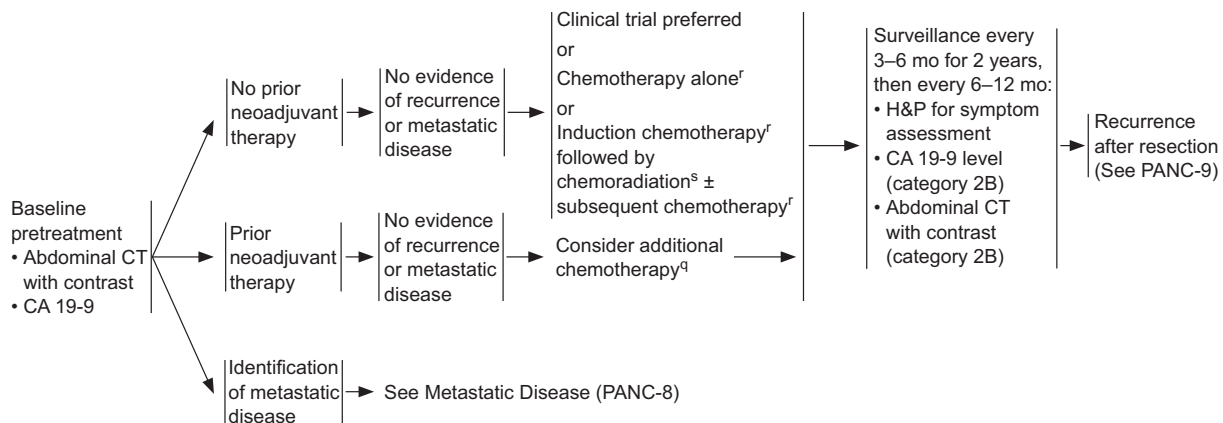 Baseline
pretreatment
• Abdominal CT
with contrast
• CA 19-9
No prior
neoadjuvant
therapy
No evidence
of recurrence
or metastatic
disease
Clinical trial preferred
or
Chemotherapy aloneʳ
or
Induction chemotherapyʳ
followed by
chemoradiationˢ ±
subsequent chemotherapyʳ
Prior
neoadjuvant
therapy
No evidence
of recurrence
or metastatic
disease
Consider additional
chemotherapy^q
Identification
of metastatic
disease
See Metastatic Disease (PANC-8)
Surveillance every
3–6 mo for 2 years,
then every 6–12 mo:
• H&P for symptom
assessment
• CA 19-9 level
(category 2B)
• Abdominal CT
with contrast
(category 2B)
Recurrence
after resection
(See PANC-9)